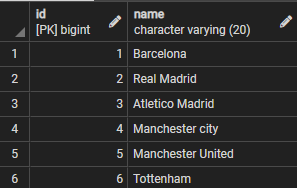 id name
[PK] bigint character varying (20)
1 1 Barcelona
2 2 Real Madrid
3 3 Atletico Madrid
4 4 Manchester city
5 5 Manchester United
6 6 Tottenham